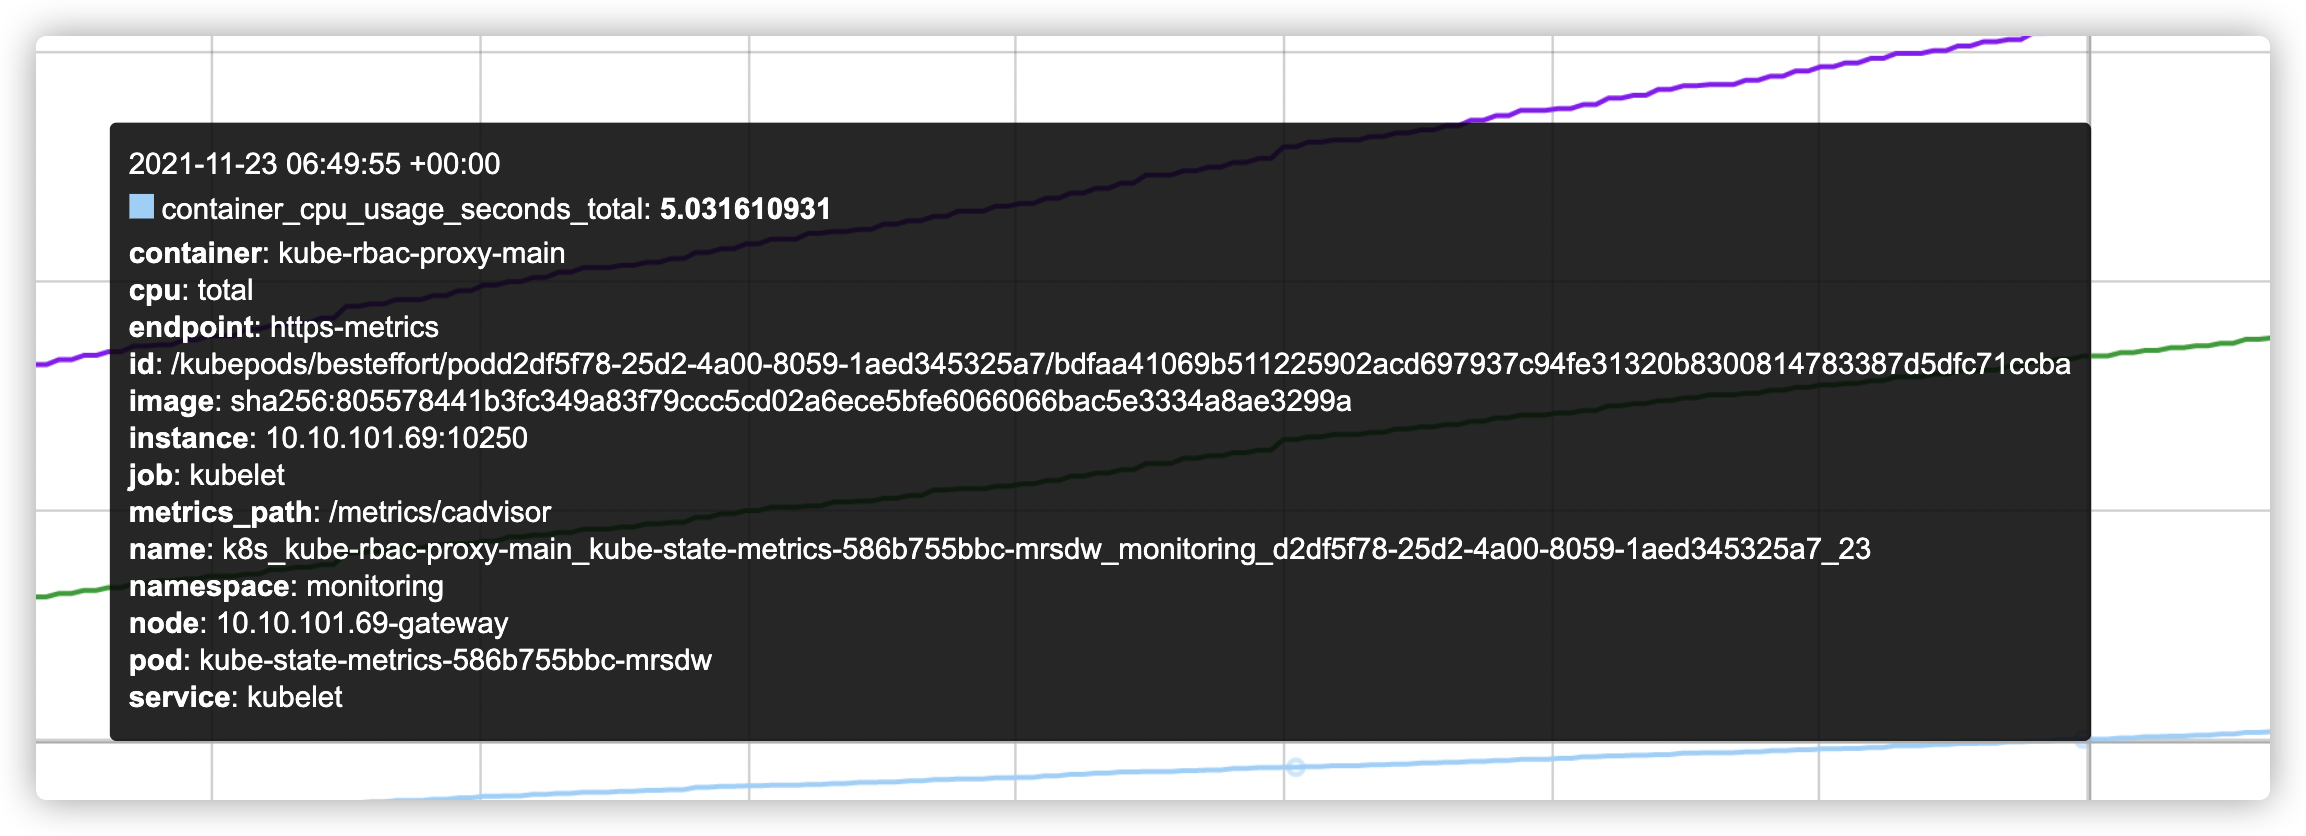 2021-11-23 06:49:55 +00:00
container_cpu_usage_seconds_total: 5.031610931
container: kube-rbac-proxy-main
cpu: total
endpoint: https-metrics
id: /kubepods/besteffort/podd2df5f78-25d2-4a00-8059-1aed345325a7/bdfaa41069b511225902acd697937c94fe31320b8300814783387d5dfc71ccba
image: sha256:805578441b3fc349a83f79ccc5cd02a6ece5bfe6066066bac5e3334a8ae3299a
instance: 10.10.101.69:10250
job: kubelet
metrics_path: /metrics/cadvisor
name: k8s_kube-rbac-proxy-main_kube-state-metrics-586b755bbc-mrsdw_monitoring_d2df5f78-25d2-4a00-8059-1aed345325a7_23
namespace: monitoring
node: 10.10.101.69-gateway
pod: kube-state-metrics-586b755bbc-mrsdw
service: kubelet